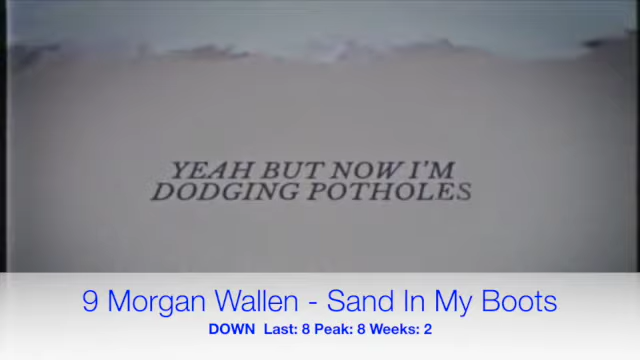 YEAH BUT NOW I'M
DODGING POTHOLES
9 Morgan Wallen - Sand In My Boots
DOWN Last: 8 Peak: 8 Weeks: 2